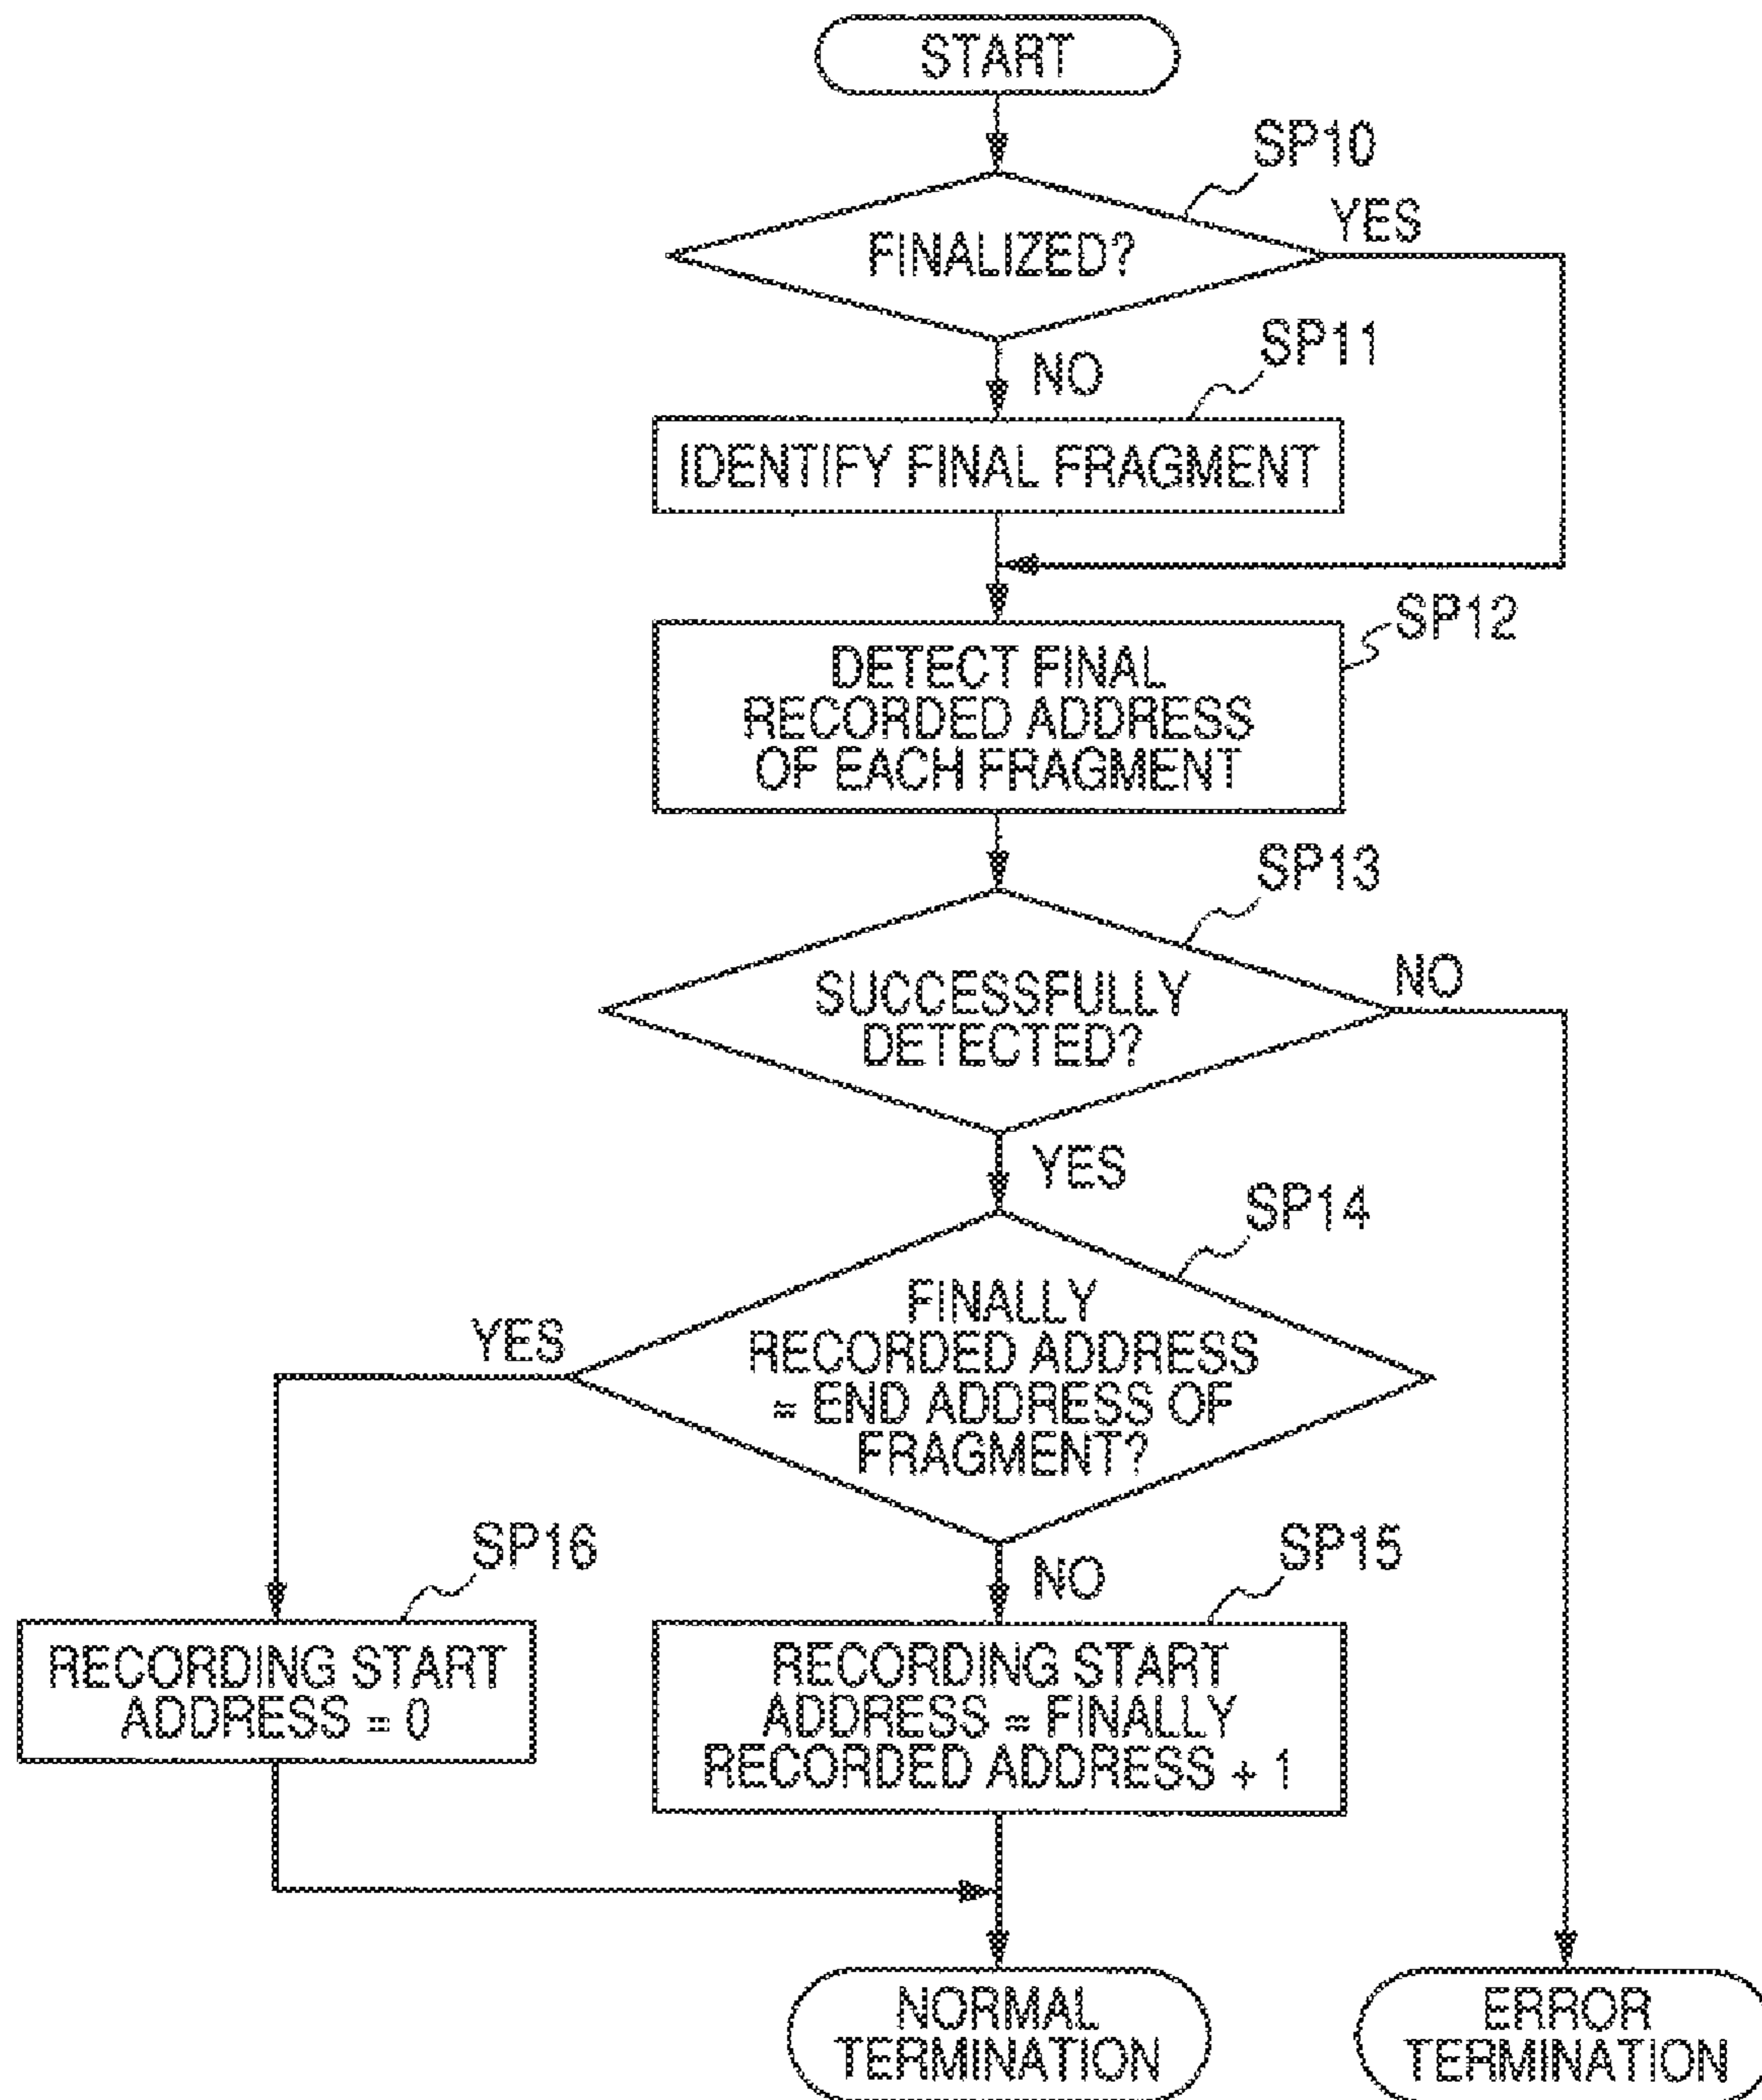 START
SP10
FINALIZED?
YES
SP11
NO
IDENTIFY FINAL FRAGMENT
SP12
DETECT FINAL
RECORDED ADDRESS
OF EACH FRAGMENT
SP13
SUCCESSFULLY
DETECTED?
NO
YES
SP14
FINALLY
RECORDED ADDRESS
= END ADDRESS OF
FRAGMENT?
YES
SP16
NO
SP15
RECORDING START
ADDRESS = 0
RECORDING START
ADDRESS = FINALLY
RECORDED ADDRESS + 1
NORMAL
TERMINATION
ERROR
TERMINATION